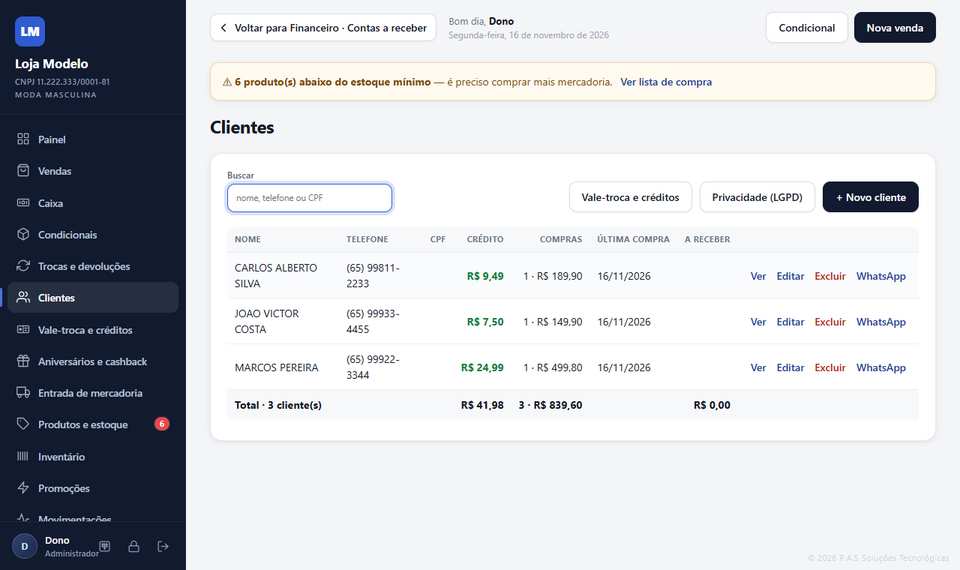 LM
Loja Modelo
CNPJ 11.222.333/0001-81
MODA MASCULINA
Painel
Vendas
Caixa
Condicionais
Trocas e devoluções
Clientes
Vale-troca e créditos
Aniversários e cashback
Entrada de mercadoria
Produtos e estoque 6
Inventário
Promoções
Movimentações
D
Dono
Administrador
Voltar para Financeiro · Contas a receber
Bom dia, Dono
Segunda-feira, 16 de novembro de 2026
Condicional
Nova venda
⚠ 6 produto(s) abaixo do estoque mínimo — é preciso comprar mais mercadoria. Ver lista de compra
Clientes
Buscar
nome, telefone ou CPF
Vale-troca e créditos
Privacidade (LGPD)
+ Novo cliente
NOME TELEFONE CPF CRÉDITO COMPRAS ÚLTIMA COMPRA A RECEBER
CARLOS ALBERTO SILVA (65) 99811-2233 R$ 9,49 1 · R$ 189,90 16/11/2026 Ver Editar Excluir WhatsApp
JOAO VICTOR COSTA (65) 99933-4455 R$ 7,50 1 · R$ 149,90 16/11/2026 Ver Editar Excluir WhatsApp
MARCOS PEREIRA (65) 99922-3344 R$ 24,99 1 · R$ 499,80 16/11/2026 Ver Editar Excluir WhatsApp
Total · 3 cliente(s) R$ 41,98 3 · R$ 839,60 R$ 0,00
© 2026 P.A.S Soluções Tecnológicas